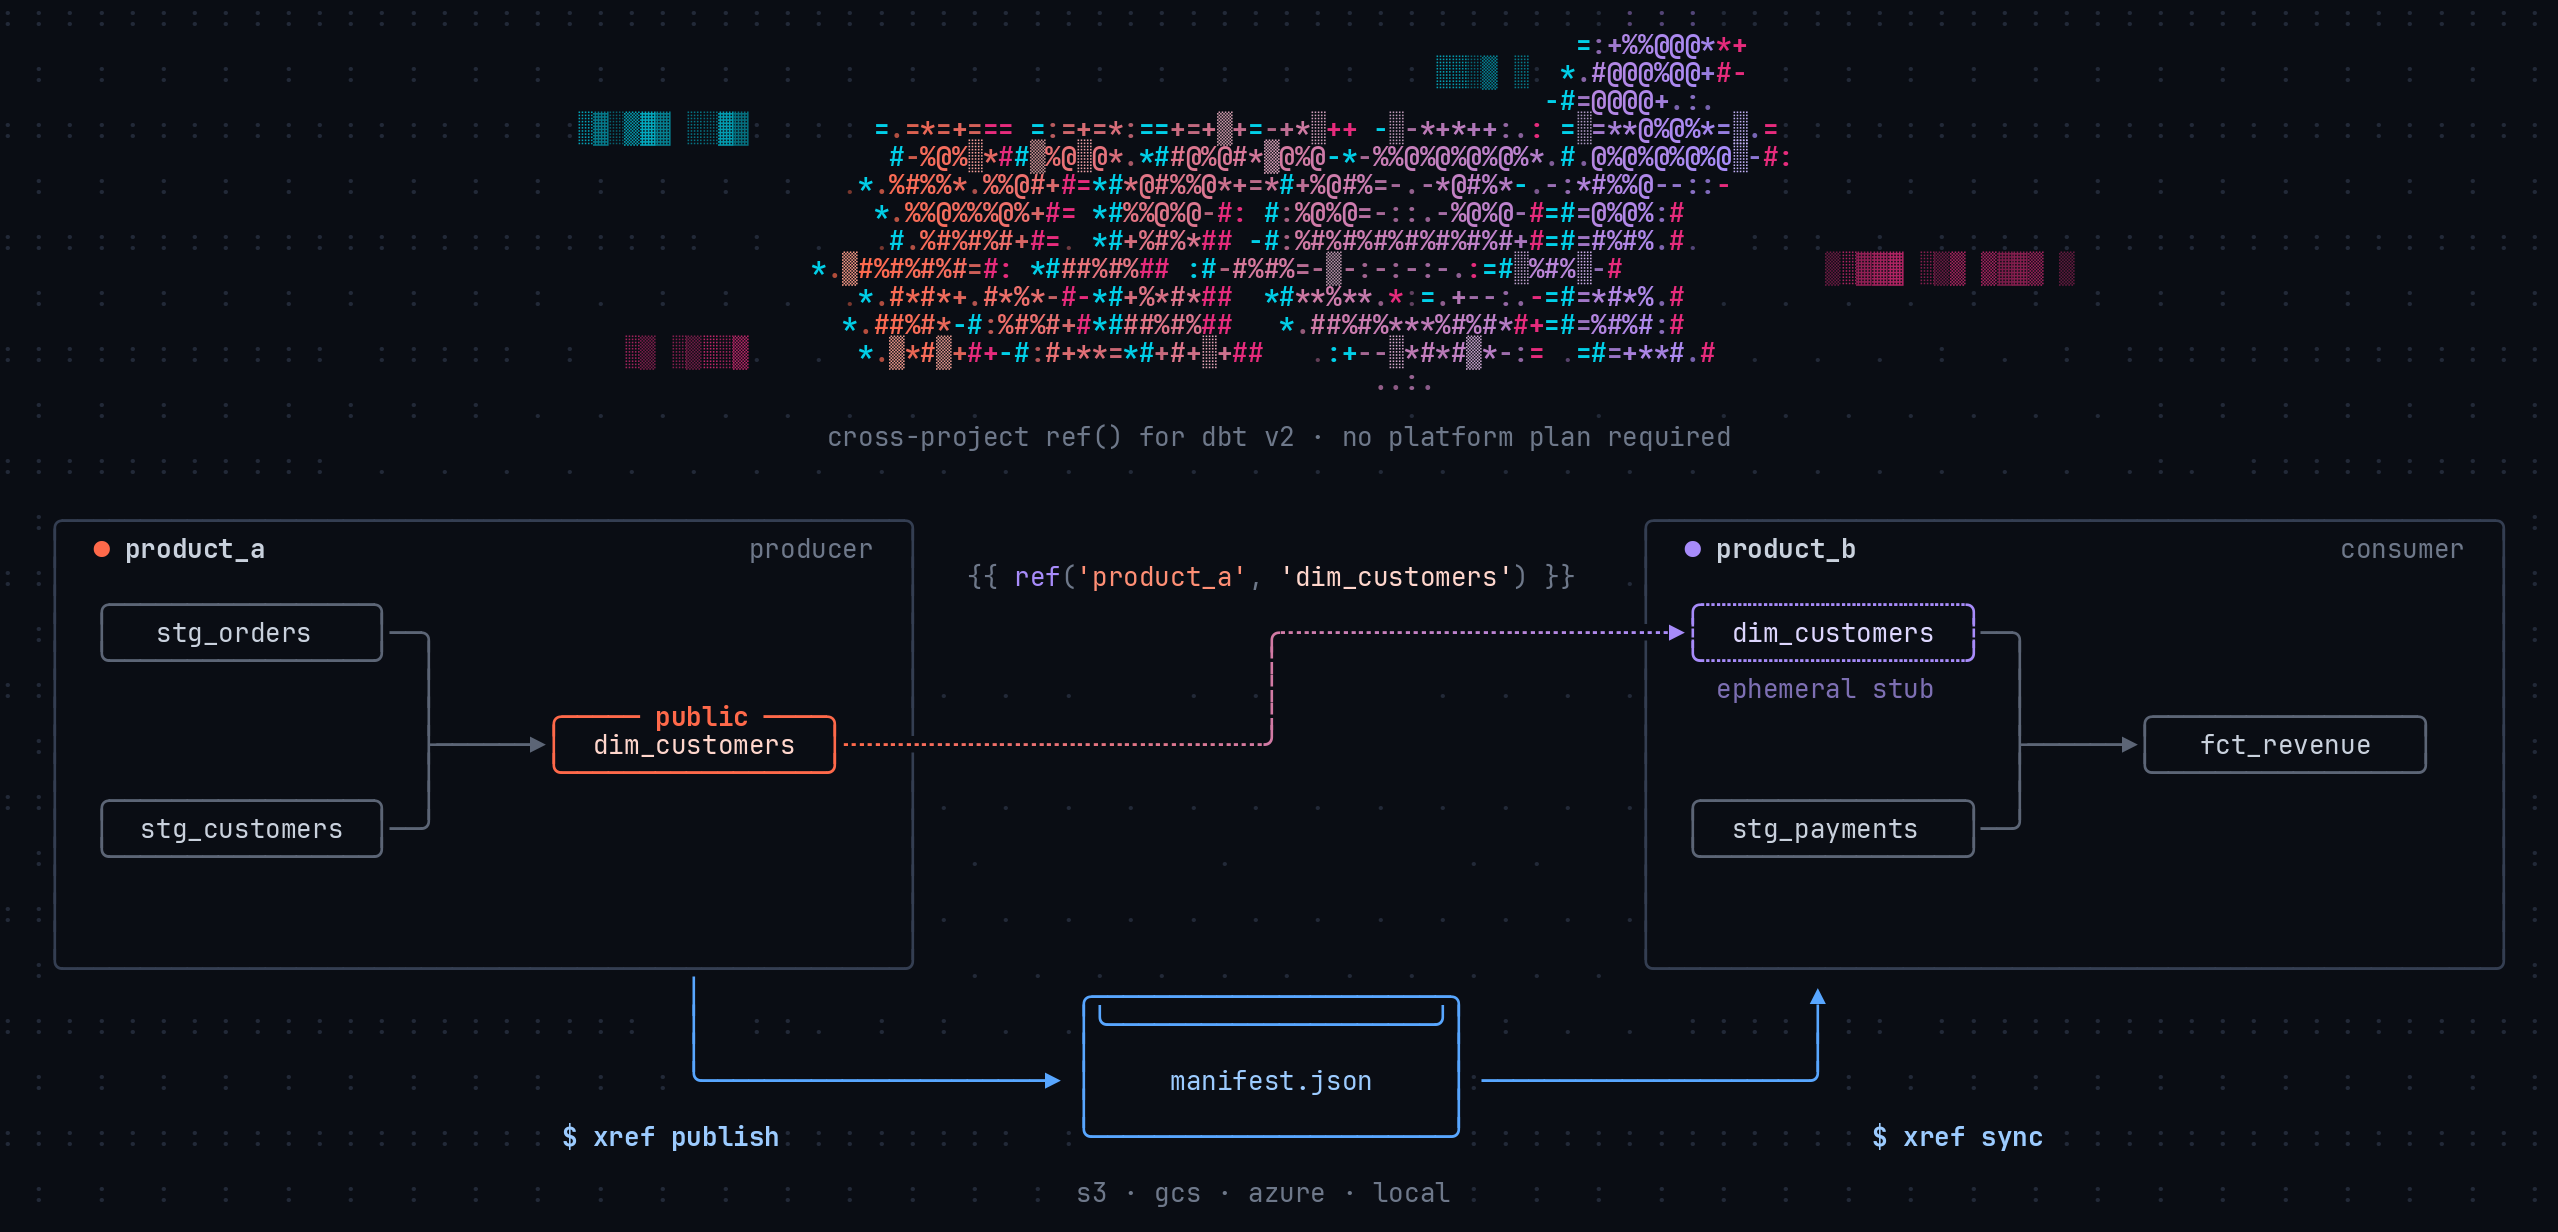 xref
cross-project ref() for dbt v2 · no platform plan required
product_a
producer
{{ ref('product_a', 'dim_customers') }}
product_b
consumer
stg_orders
public
dim_customers
stg_customers
dim_customers
ephemeral stub
fct_revenue
stg_payments
manifest.json
$ xref publish
$ xref sync
s3 · gcs · azure · local